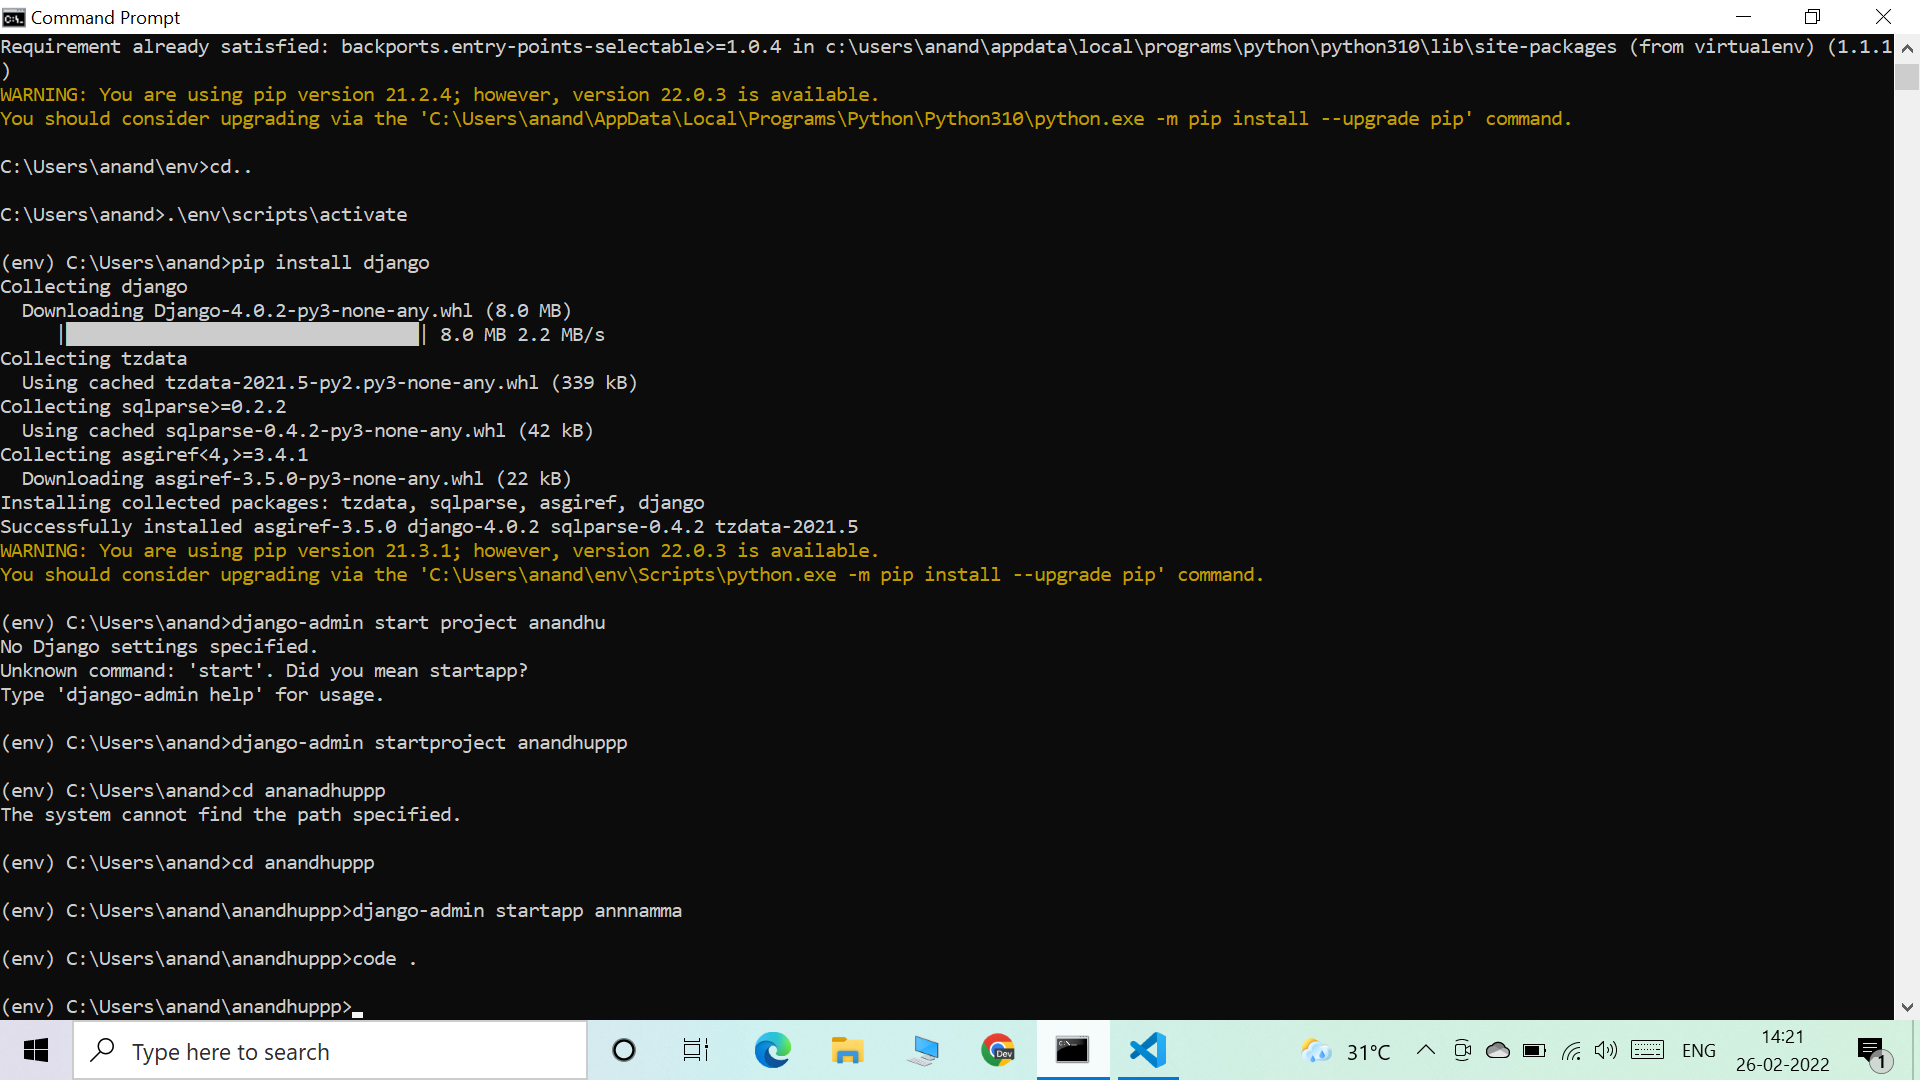 Command Prompt
Requirement already satisfied: backports.entry-points-selectable>=1.0.4 in c:\users\anand\appdata\local\programs\python\python310\lib\site-packages (from virtualenv) (1.1.1
)
WARNING: You are using pip version 21.2.4; however, version 22.0.3 is available.
You should consider upgrading via the 'C:\Users\anand\AppData\Local\Programs\Python\Python310\python.exe -m pip install --upgrade pip' command.
C:\Users\anand\env>cd..
C:\Users\anand>.\env\scripts\activate
(env) C:\Users\anand>pip install django
Collecting django
Downloading Django-4.0.2-py3-none-any.whl (8.0 MB)
| | 8.0 MB 2.2 MB/s
Collecting tzdata
Using cached tzdata-2021.5-py2.py3-none-any.whl (339 kB)
Collecting sqlparse>=0.2.2
Using cached sqlparse-0.4.2-py3-none-any.whl (42 kB)
Collecting asgiref<4,>=3.4.1
Downloading asgiref-3.5.0-py3-none-any.whl (22 kB)
Installing collected packages: tzdata, sqlparse, asgiref, django
Successfully installed asgiref-3.5.0 django-4.0.2 sqlparse-0.4.2 tzdata-2021.5
WARNING: You are using pip version 21.3.1; however, version 22.0.3 is available.
You should consider upgrading via the 'C:\Users\anand\env\Scripts\python.exe -m pip install --upgrade pip' command.
(env) C:\Users\anand>django-admin start project anandhu
No Django settings specified.
Unknown command: 'start'. Did you mean startapp?
Type 'django-admin help' for usage.
(env) C:\Users\anand>django-admin startproject anandhuppp
(env) C:\Users\anand>cd ananadhuppp
The system cannot find the path specified.
(env) C:\Users\anand>cd anandhuppp
(env) C:\Users\anand\anandhuppp>django-admin startapp annnamma
(env) C:\Users\anand\anandhuppp>code .
(env) C:\Users\anand\anandhuppp>
Type here to search
Dev
31°C
ENG
14:21
26-02-2022
1